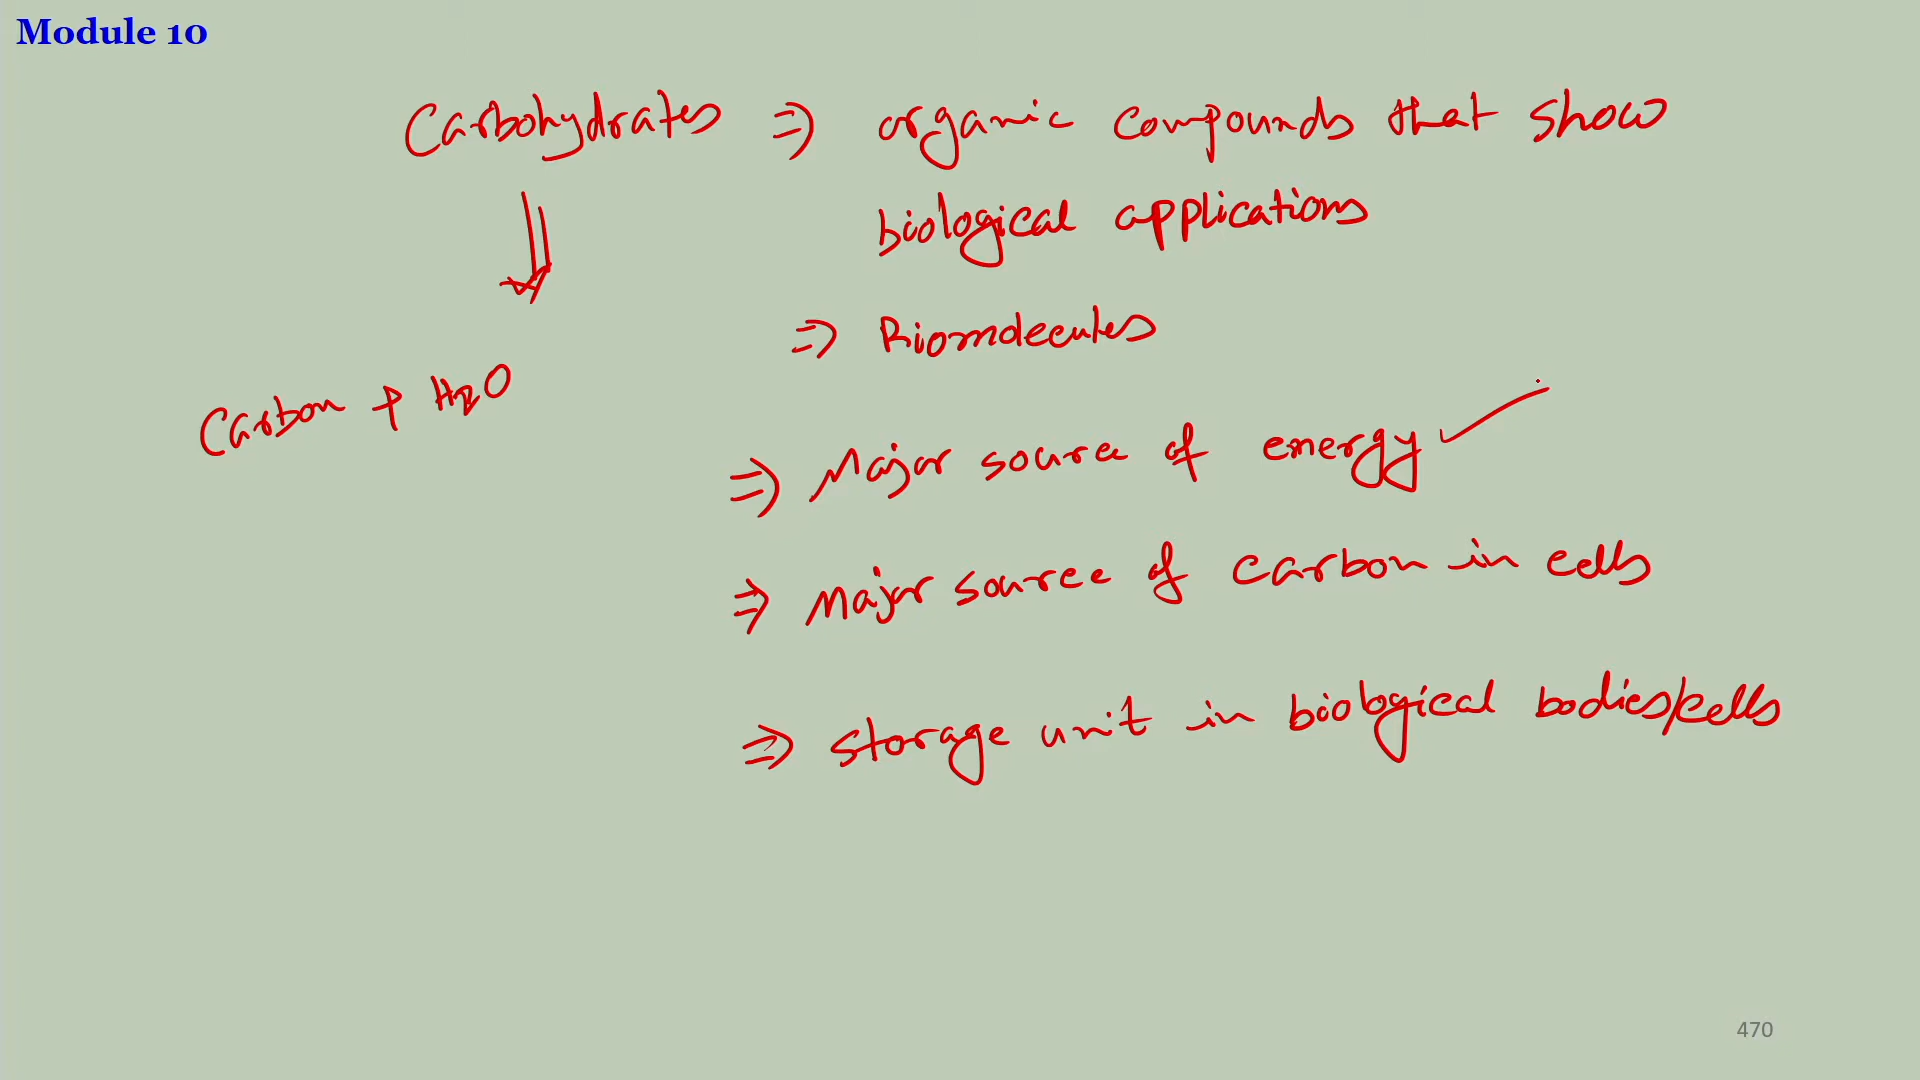 Module 10
Carbohydrates ⇒ organic compounds that show
biological applications
⇒ Biomolecules
Carbon + H2O
⇒ Major source of energy ✓
⇒ Major source of carbon in cells
⇒ storage unit in biological bodies/cells
470